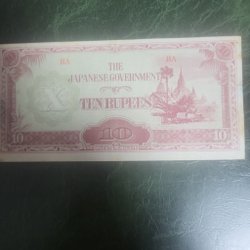 BA THE BA
JAPANESE GOVERNMENT
TEN RUPEES
10 10